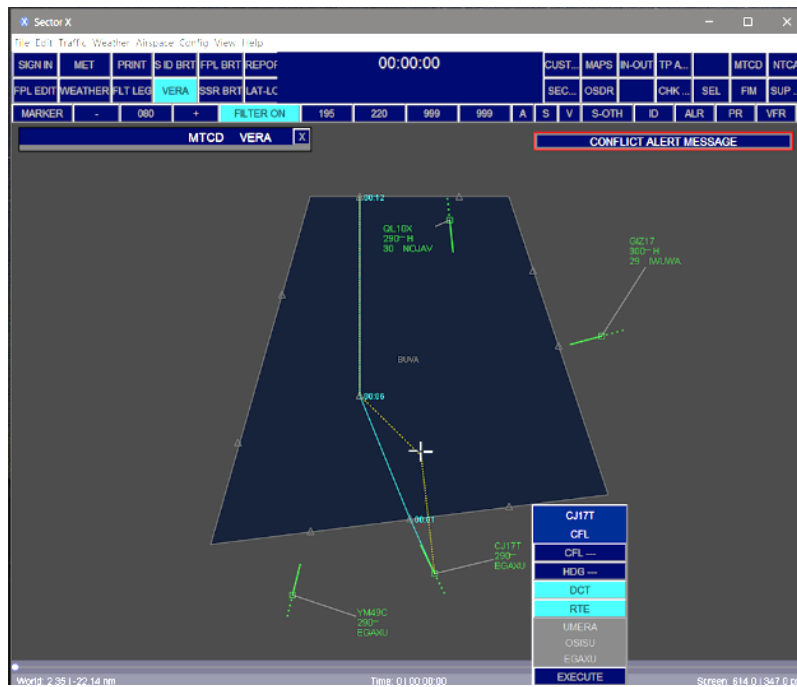 Sector X
File Edit Traffic Weather Airspace Config View Help
SIGN IN MET PRINT S ID BRT FPL BRT REPOF 00:00:00 CUST... MAPS IN-OUT TP A... MTCD NTCA
FPL EDIT WEATHER FLT LEG VERA SSR BRT LAT-LC SEC... OSDR CHK ... SEL FIM SUP ..
MARKER - 080 + FILTER ON 195 220 999 999 A S V S-OTH ID ALR PR VFR
MTCD VERA X
CONFLICT ALERT MESSAGE
00:12
QL10X
290 H
30 NOJAV
GIZ17
300 H
29 IWUWA
BUVA
00:06
00:01
CJ17T
290
EGAXU
YM49C
290
EGAXU
CJ17T
CFL
CFL ---
HDG ---
DCT
RTE
UMERA
OSISU
EGAXU
EXECUTE
World: 2.35 | -22.14 nm Time: 0 | 00:00:00 Screen: 614.0 | 347.0 p